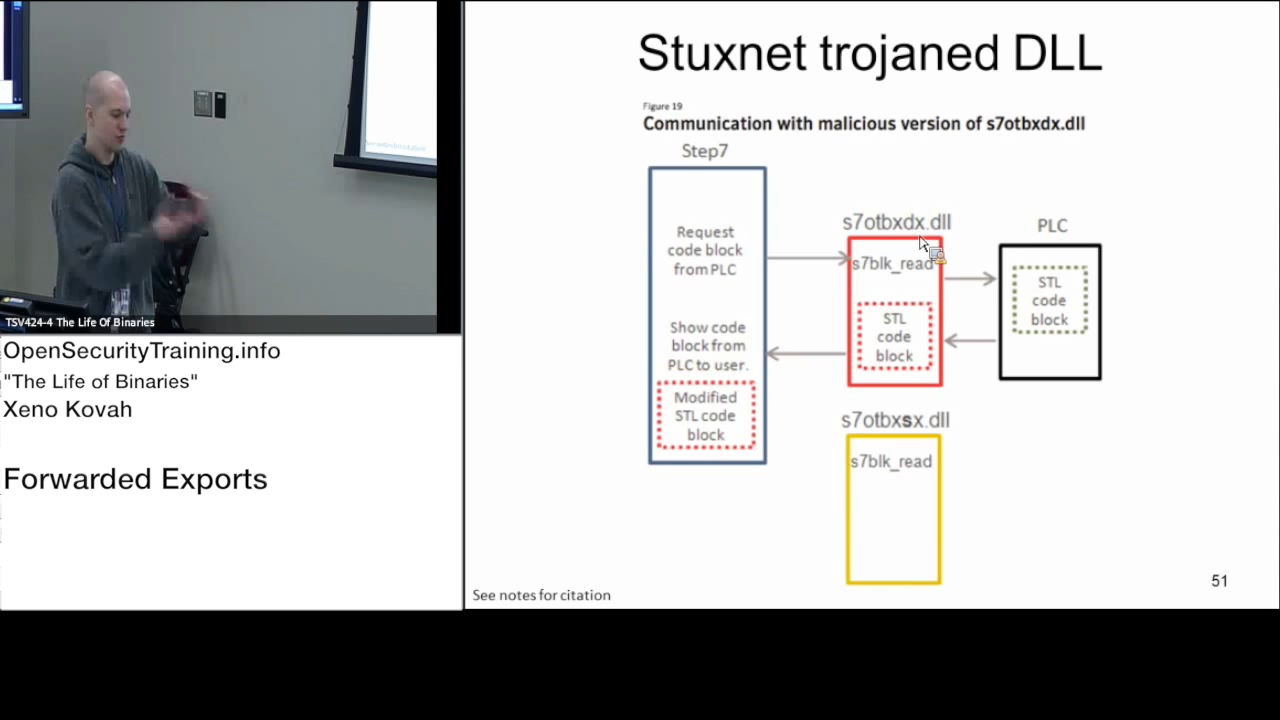 TSV424-4 The Life Of Binaries
OpenSecurityTraining.info
"The Life of Binaries"
Xeno Kovah
Forwarded Exports
Stuxnet trojaned DLL
Figure 19
Communication with malicious version of s7otbxdx.dll
Step7
Request
code block
from PLC
Show code
block from
PLC to user.
Modified
STL code
block
s7otbxdx.dll
s7blk_read
STL
code
block
PLC
STL
code
block
s7otbxsx.dll
s7blk_read
51
See notes for citation